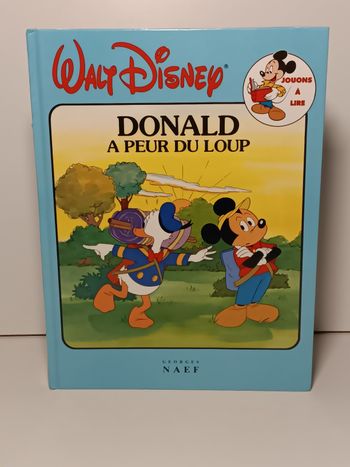 WALT DISNEY
JOUONS
À
LIRE
DONALD
A PEUR DU LOUP
GEORGES
NAEF